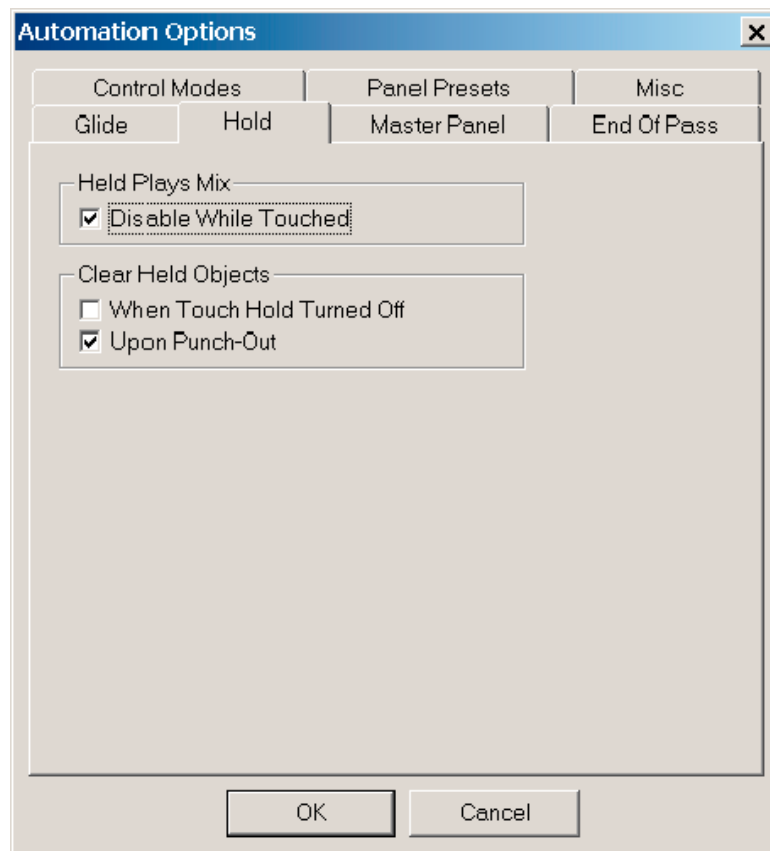 Automation Options
Control Modes
Panel Presets
Misc
Glide
Hold
Master Panel
End Of Pass
Held Plays Mix
Disable While Touched
Clear Held Objects
When Touch Hold Turned Off
Upon Punch-Out
OK
Cancel